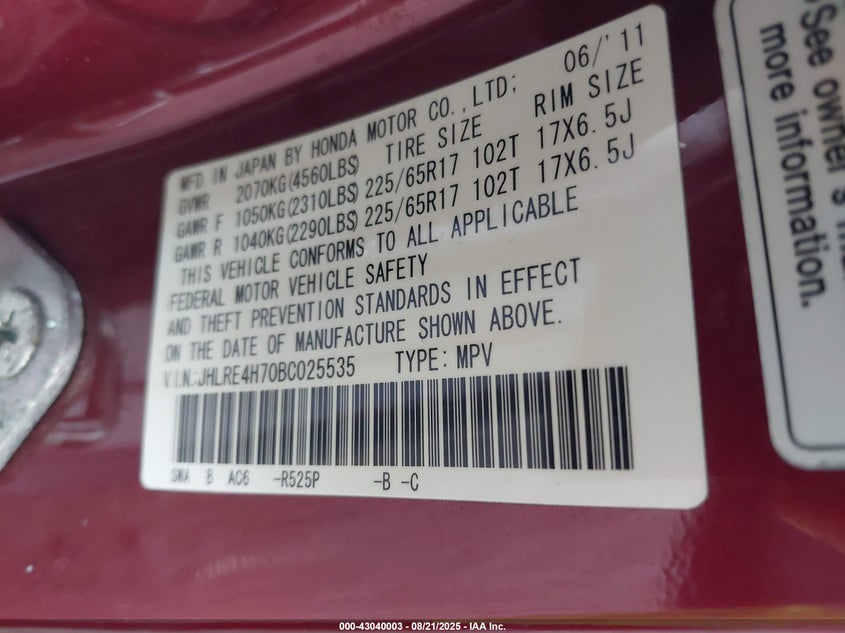 MFD. IN JAPAN BY HONDA MOTOR CO.,LTD; 06/'11
GVWR 2070KG(4560LBS) TIRE SIZE RIM SIZE
GAWR F 1050KG(2310LBS) 225/65R17 102T 17X6.5J
GAWR R 1040KG(2290LBS) 225/65R17 102T 17X6.5J
THIS VEHICLE CONFORMS TO ALL APPLICABLE
FEDERAL MOTOR VEHICLE SAFETY
AND THEFT PREVENTION STANDARDS IN EFFECT
ON THE DATE OF MANUFACTURE SHOWN ABOVE.
V.I.N.:JHLRE4H70BC025535 TYPE: MPV
SWA B AC6 -R525P -B -C
See owner's
more information.
000-43040003 - 08/21/2025 - IAA Inc.